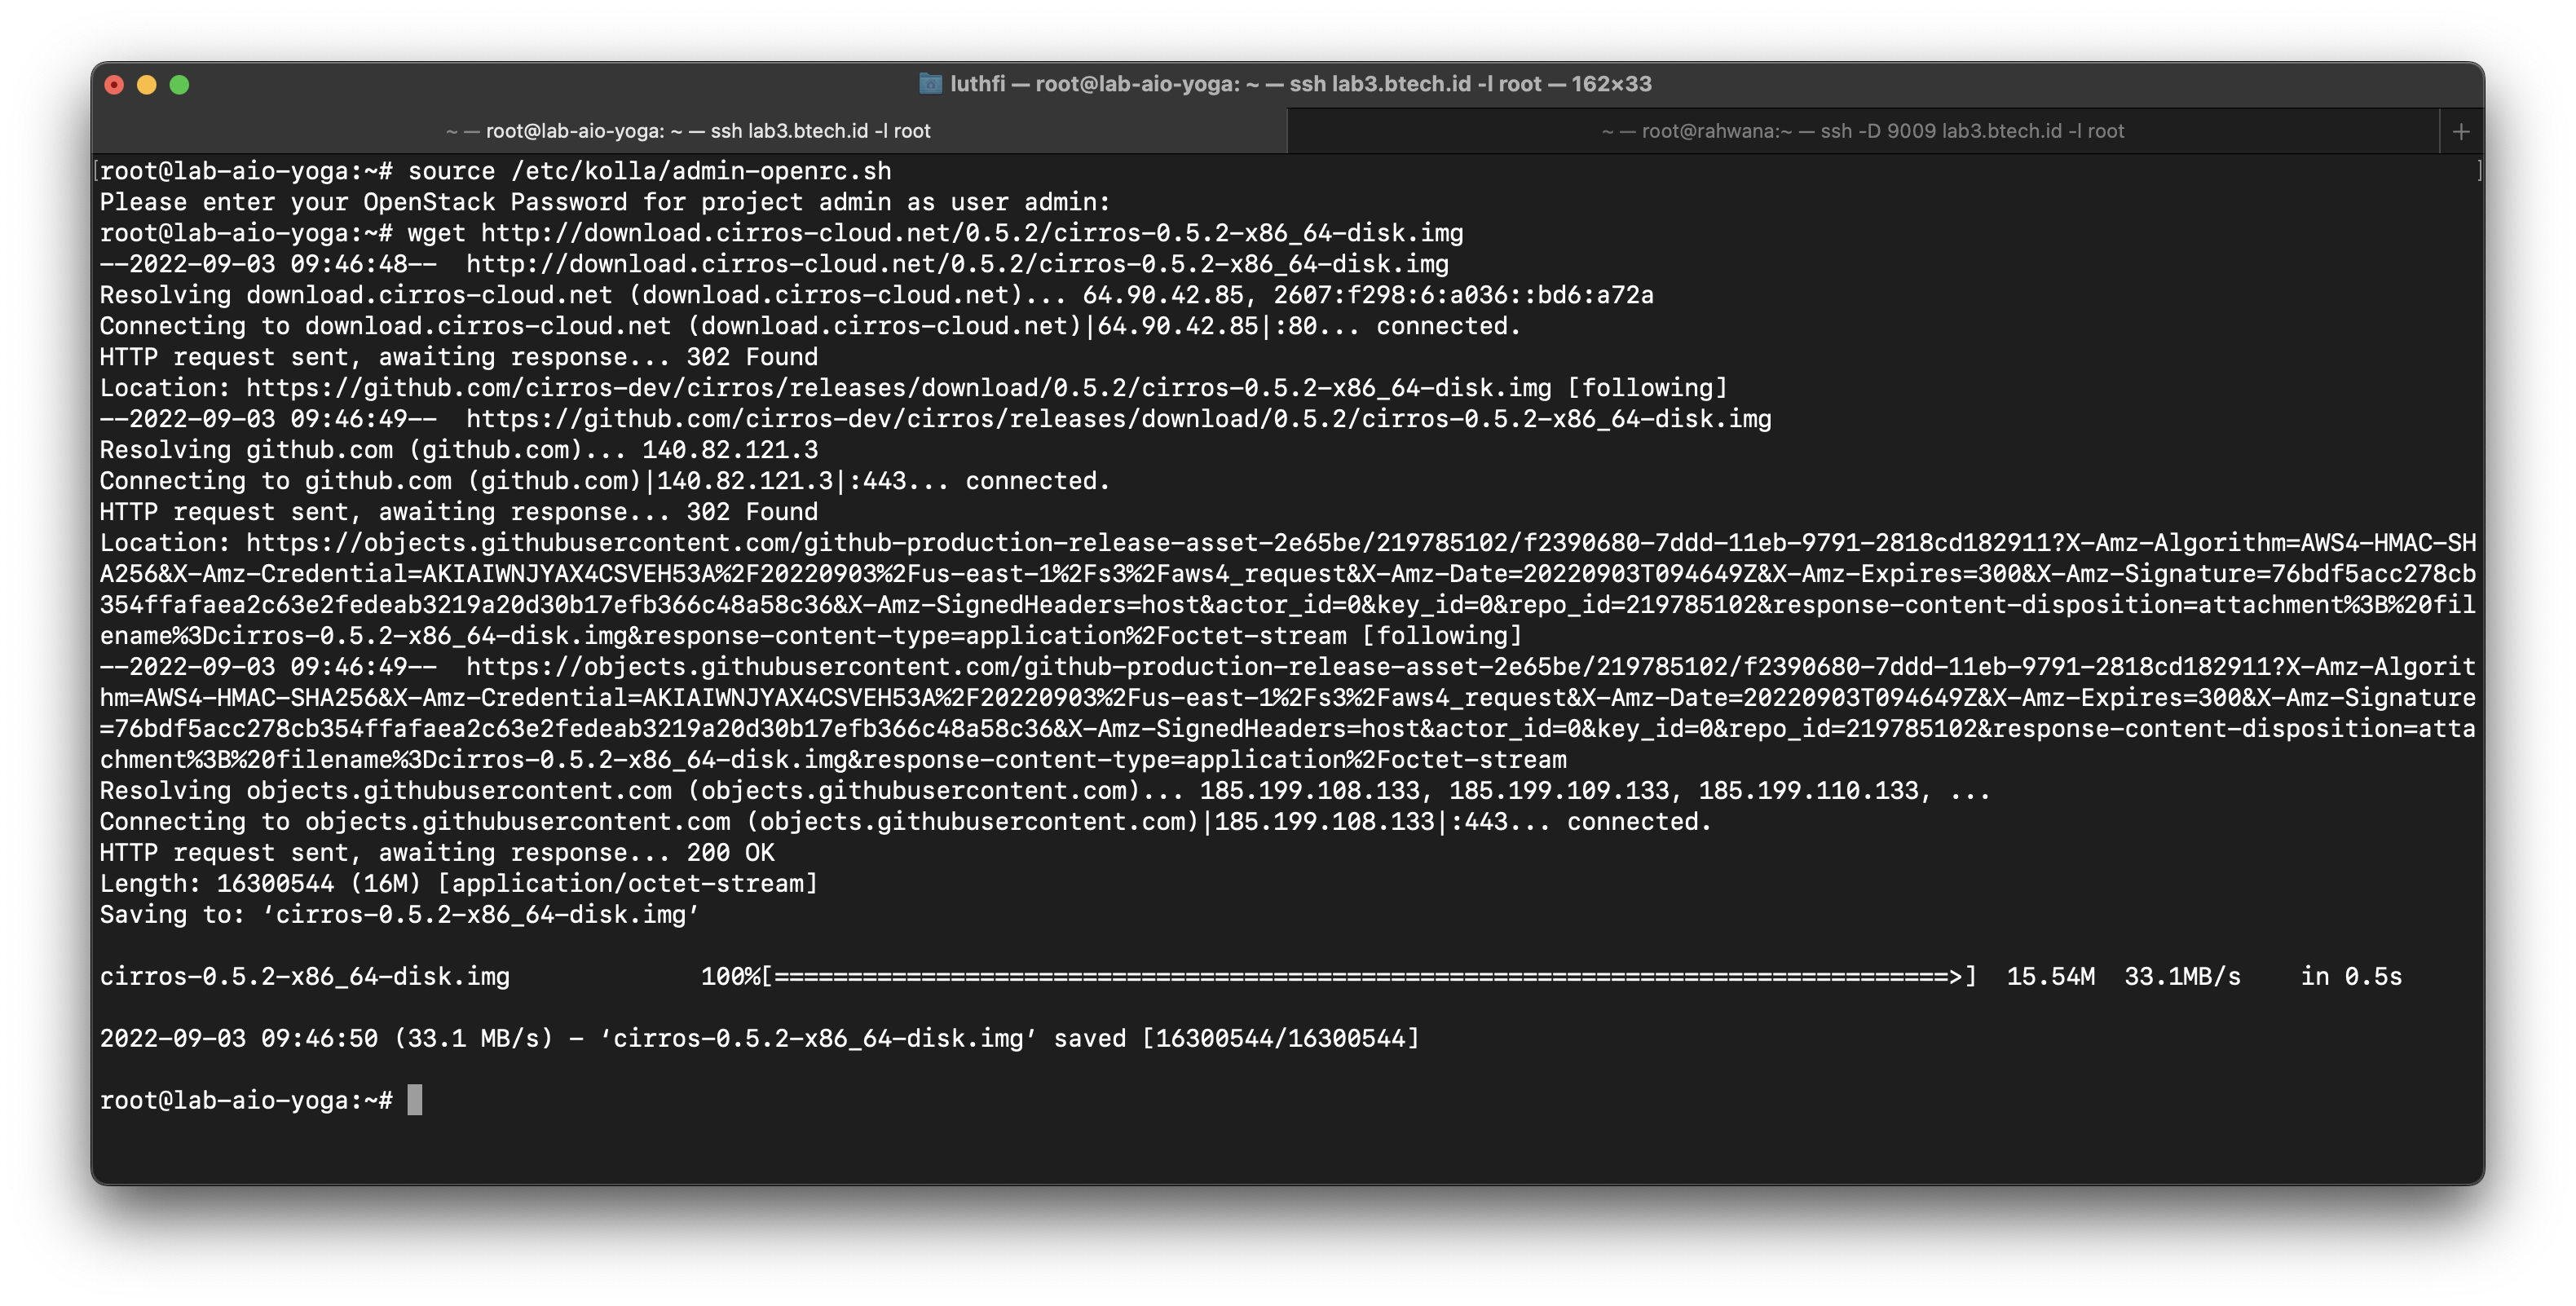 luthfi — root@lab-aio-yoga: ~ — ssh lab3.btech.id -l root — 162×33
~ — root@lab-aio-yoga: ~ — ssh lab3.btech.id -l root
~ — root@rahwana:~ — ssh -D 9009 lab3.btech.id -l root
+
[root@lab-aio-yoga:~# source /etc/kolla/admin-openrc.sh ]
Please enter your OpenStack Password for project admin as user admin:
root@lab-aio-yoga:~# wget http://download.cirros-cloud.net/0.5.2/cirros-0.5.2-x86_64-disk.img
--2022-09-03 09:46:48--  http://download.cirros-cloud.net/0.5.2/cirros-0.5.2-x86_64-disk.img
Resolving download.cirros-cloud.net (download.cirros-cloud.net)... 64.90.42.85, 2607:f298:6:a036::bd6:a72a
Connecting to download.cirros-cloud.net (download.cirros-cloud.net)|64.90.42.85|:80... connected.
HTTP request sent, awaiting response... 302 Found
Location: https://github.com/cirros-dev/cirros/releases/download/0.5.2/cirros-0.5.2-x86_64-disk.img [following]
--2022-09-03 09:46:49--  https://github.com/cirros-dev/cirros/releases/download/0.5.2/cirros-0.5.2-x86_64-disk.img
Resolving github.com (github.com)... 140.82.121.3
Connecting to github.com (github.com)|140.82.121.3|:443... connected.
HTTP request sent, awaiting response... 302 Found
Location: https://objects.githubusercontent.com/github-production-release-asset-2e65be/219785102/f2390680-7ddd-11eb-9791-2818cd182911?X-Amz-Algorithm=AWS4-HMAC-SH
A256&X-Amz-Credential=AKIAIWNJYAX4CSVEH53A%2F20220903%2Fus-east-1%2Fs3%2Faws4_request&X-Amz-Date=20220903T094649Z&X-Amz-Expires=300&X-Amz-Signature=76bdf5acc278cb
354ffafaea2c63e2fedeab3219a20d30b17efb366c48a58c36&X-Amz-SignedHeaders=host&actor_id=0&key_id=0&repo_id=219785102&response-content-disposition=attachment%3B%20fil
ename%3Dcirros-0.5.2-x86_64-disk.img&response-content-type=application%2Foctet-stream [following]
--2022-09-03 09:46:49--  https://objects.githubusercontent.com/github-production-release-asset-2e65be/219785102/f2390680-7ddd-11eb-9791-2818cd182911?X-Amz-Algorit
hm=AWS4-HMAC-SHA256&X-Amz-Credential=AKIAIWNJYAX4CSVEH53A%2F20220903%2Fus-east-1%2Fs3%2Faws4_request&X-Amz-Date=20220903T094649Z&X-Amz-Expires=300&X-Amz-Signature
=76bdf5acc278cb354ffafaea2c63e2fedeab3219a20d30b17efb366c48a58c36&X-Amz-SignedHeaders=host&actor_id=0&key_id=0&repo_id=219785102&response-content-disposition=atta
chment%3B%20filename%3Dcirros-0.5.2-x86_64-disk.img&response-content-type=application%2Foctet-stream
Resolving objects.githubusercontent.com (objects.githubusercontent.com)... 185.199.108.133, 185.199.109.133, 185.199.110.133, ...
Connecting to objects.githubusercontent.com (objects.githubusercontent.com)|185.199.108.133|:443... connected.
HTTP request sent, awaiting response... 200 OK
Length: 16300544 (16M) [application/octet-stream]
Saving to: ‘cirros-0.5.2-x86_64-disk.img’
cirros-0.5.2-x86_64-disk.img             100%[================================================================================>]  15.54M  33.1MB/s    in 0.5s
2022-09-03 09:46:50 (33.1 MB/s) - ‘cirros-0.5.2-x86_64-disk.img’ saved [16300544/16300544]
root@lab-aio-yoga:~#